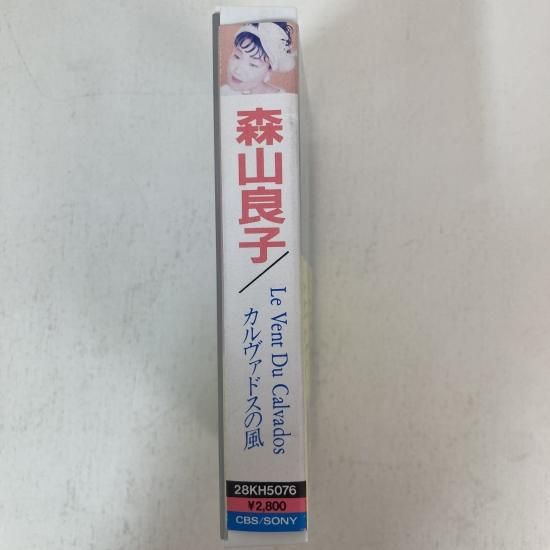 森山良子/
Le Vent Du Calvados
カルヴァドスの風
28KH5076
¥2,800
CBS/SONY